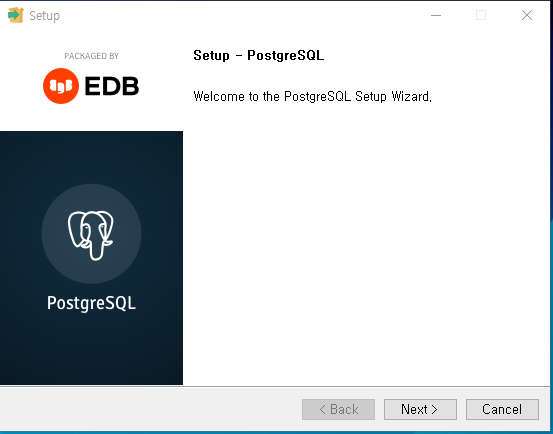 Setup
PACKAGED BY
EDB
Setup - PostgreSQL
Welcome to the PostgreSQL Setup Wizard.
PostgreSQL
< Back
Next >
Cancel